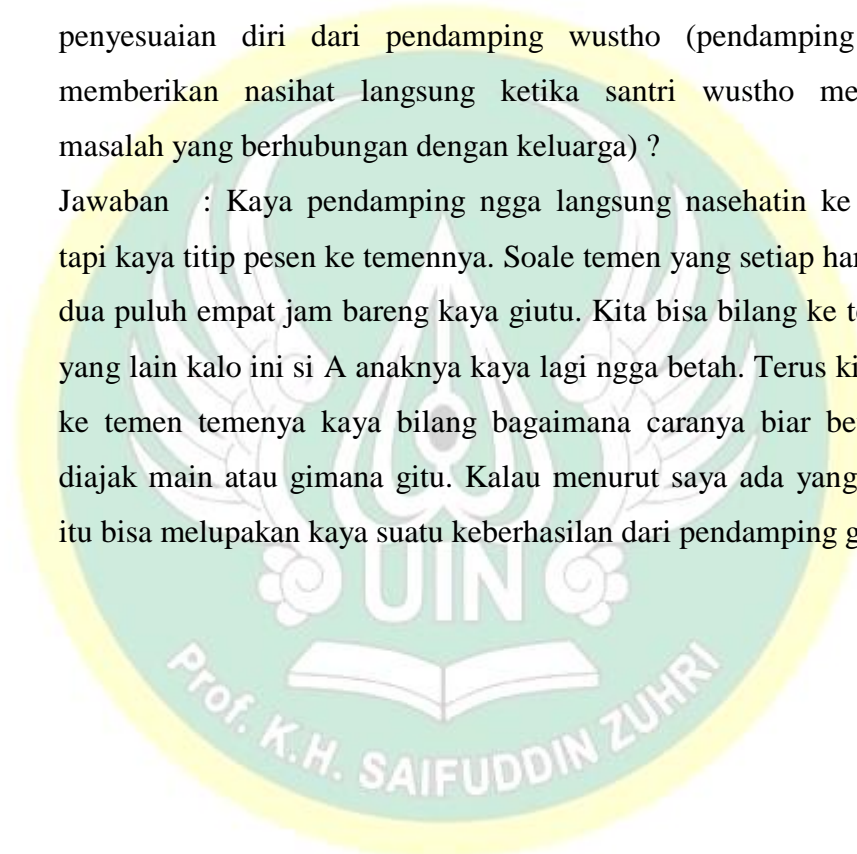 penyesuaian diri dari pendamping wustho (pendamping
memberikan nasihat langsung ketika santri wustho me
masalah yang berhubungan dengan keluarga) ?
Jawaban : Kaya pendamping ngga langsung nasehatin ke
tapi kaya titip pesen ke temennya. Soale temen yang setiap har
dua puluh empat jam bareng kaya giutu. Kita bisa bilang ke t
yang lain kalo ini si A anaknya kaya lagi ngga betah. Terus ki
ke temen temenya kaya bilang bagaimana caranya biar be
diajak main atau gimana gitu. Kalau menurut saya ada yang
itu bisa melupakan kaya suatu keberhasilan dari pendamping g
UIN
Prof. K.H. SAIFUDDIN ZUHRI